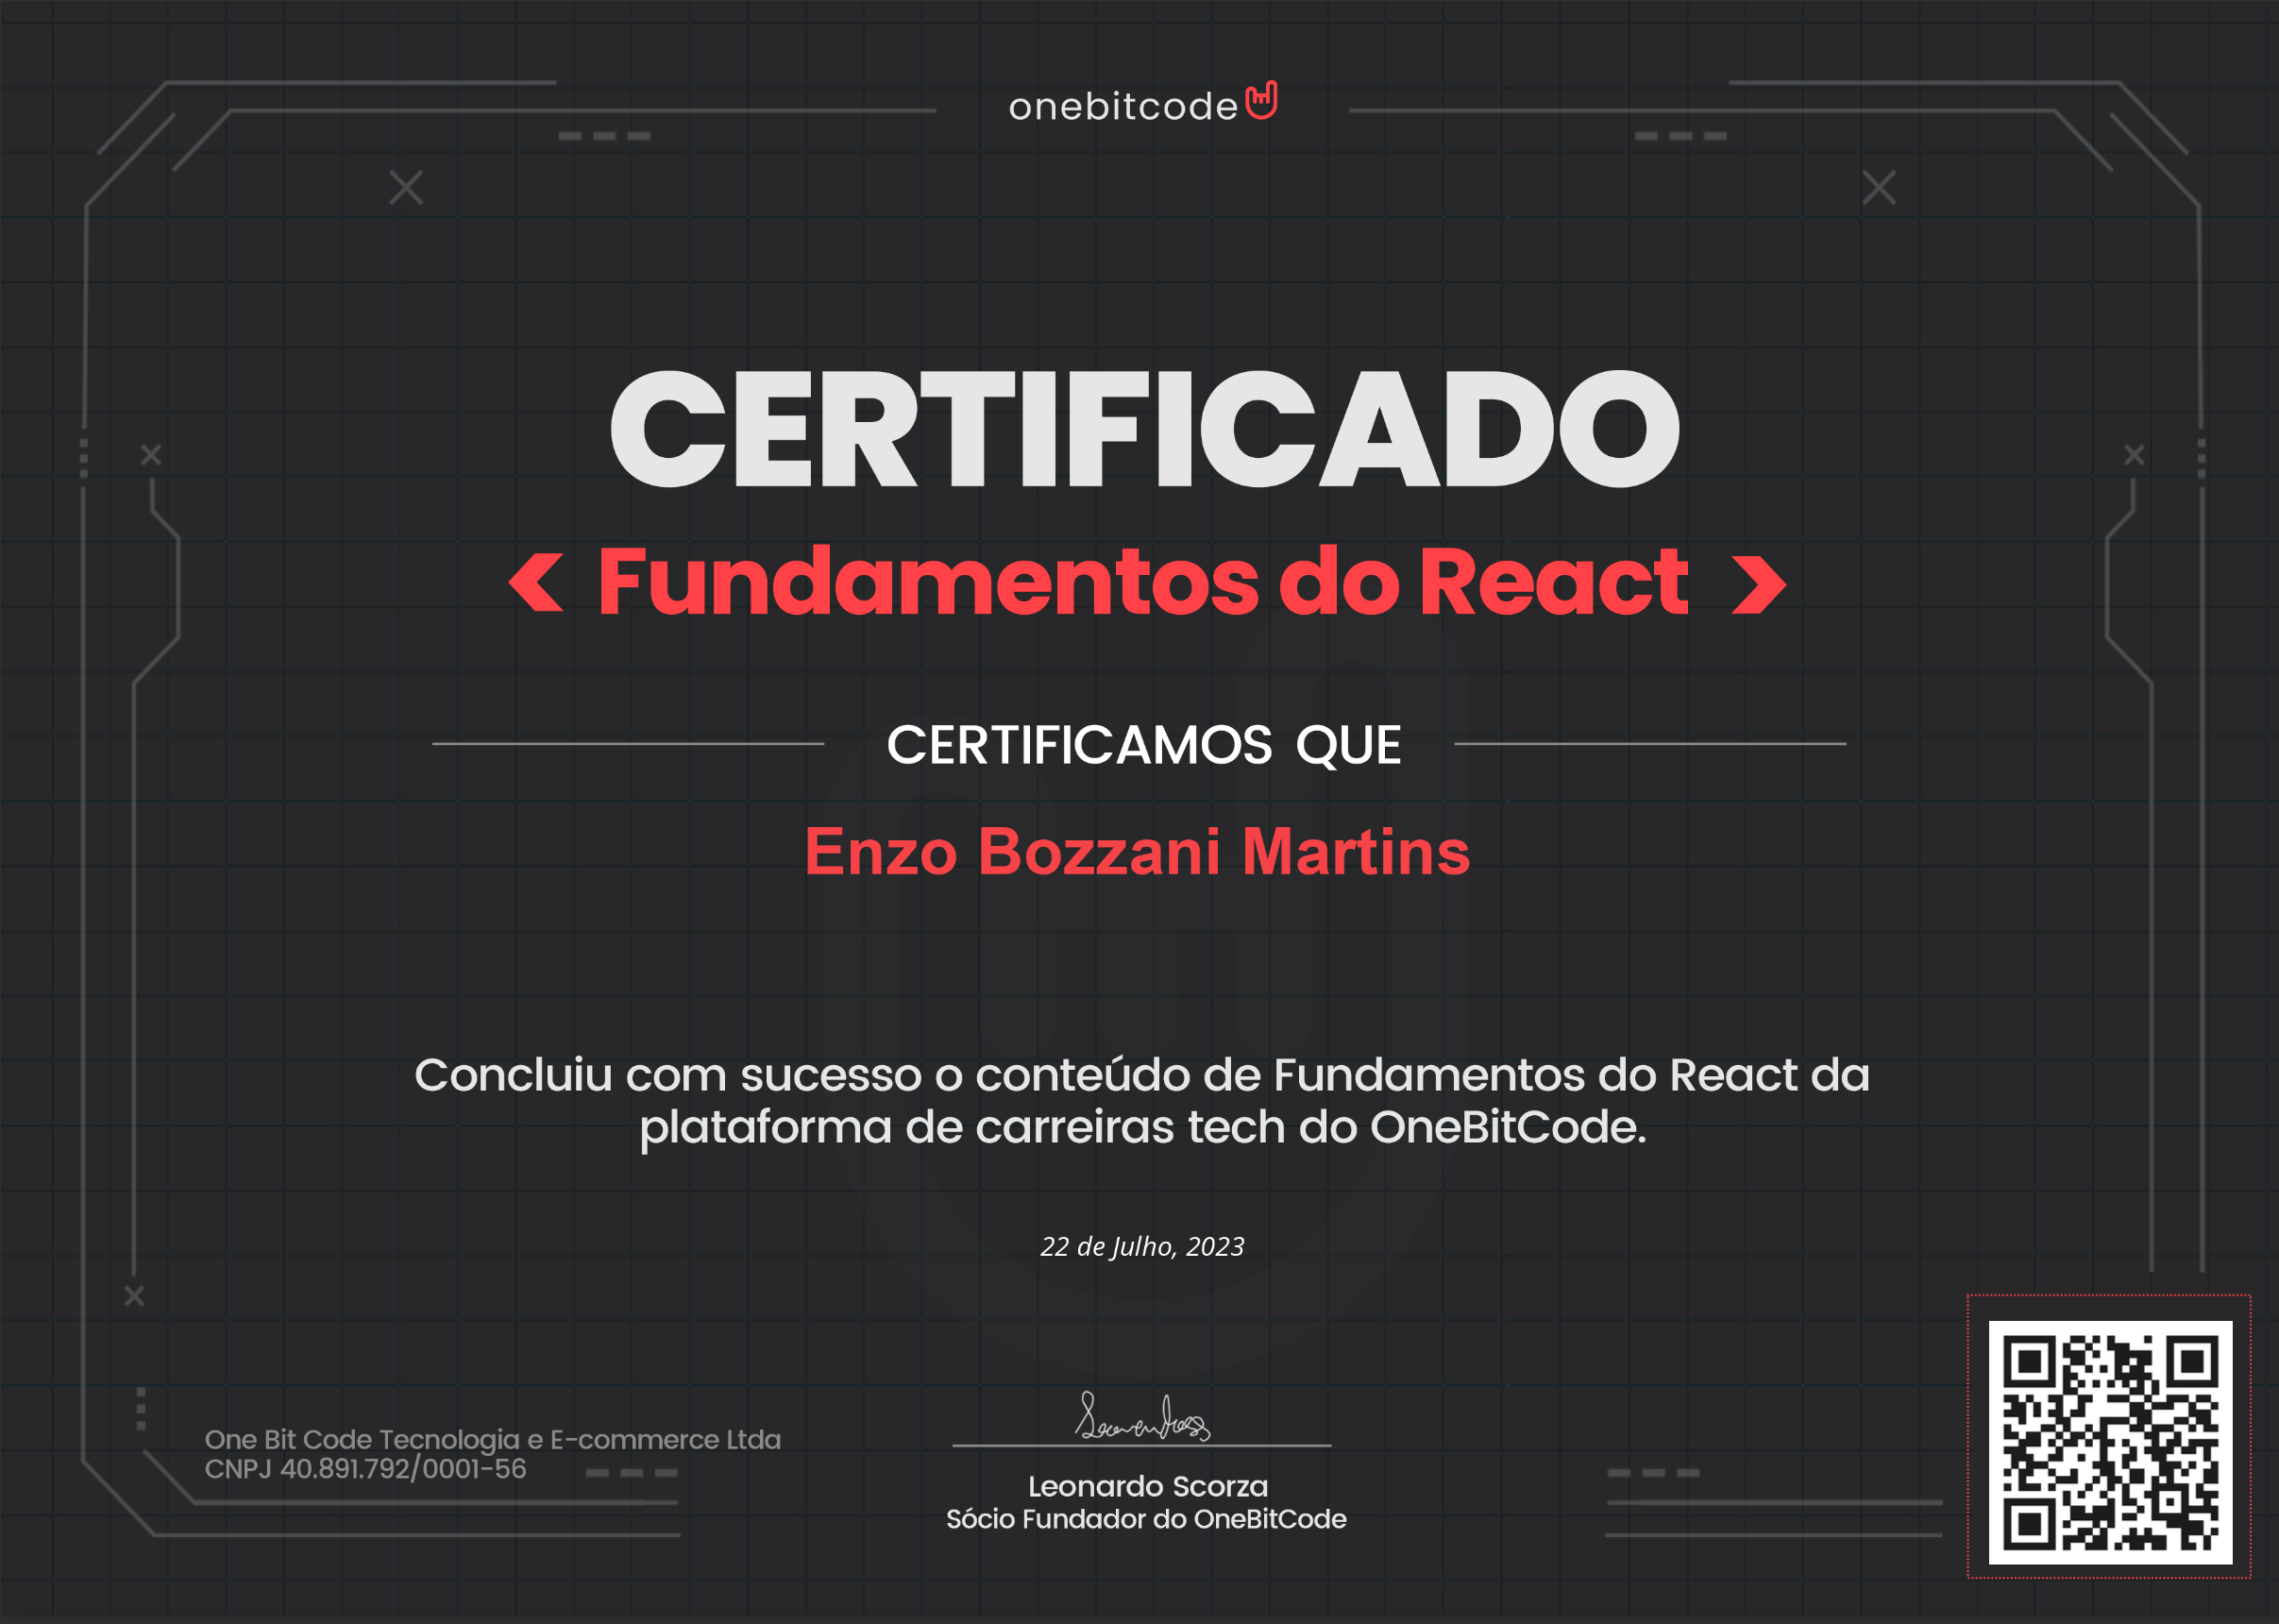 onebitcode
CERTIFICADO
< Fundamentos do React >
CERTIFICAMOS QUE
Enzo Bozzani Martins
Concluiu com sucesso o conteúdo de Fundamentos do React da
plataforma de carreiras tech do OneBitCode.
22 de Julho, 2023
One Bit Code Tecnologia e E-commerce Ltda
CNPJ 40.891.792/0001-56
Leonardo Scorza
Sócio Fundador do OneBitCode